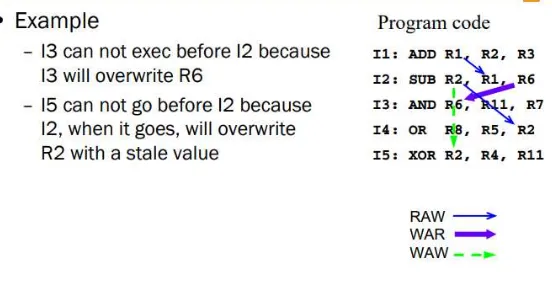 • Example
– I3 can not exec before I2 because
I3 will overwrite R6
– I5 can not go before I2 because
I2, when it goes, will overwrite
R2 with a stale value
Program code
I1: ADD R1, R2, R3
I2: SUB R2, R1, R6
I3: AND R6, R11, R7
I4: OR R8, R5, R2
I5: XOR R2, R4, R11
RAW
WAR
WAW